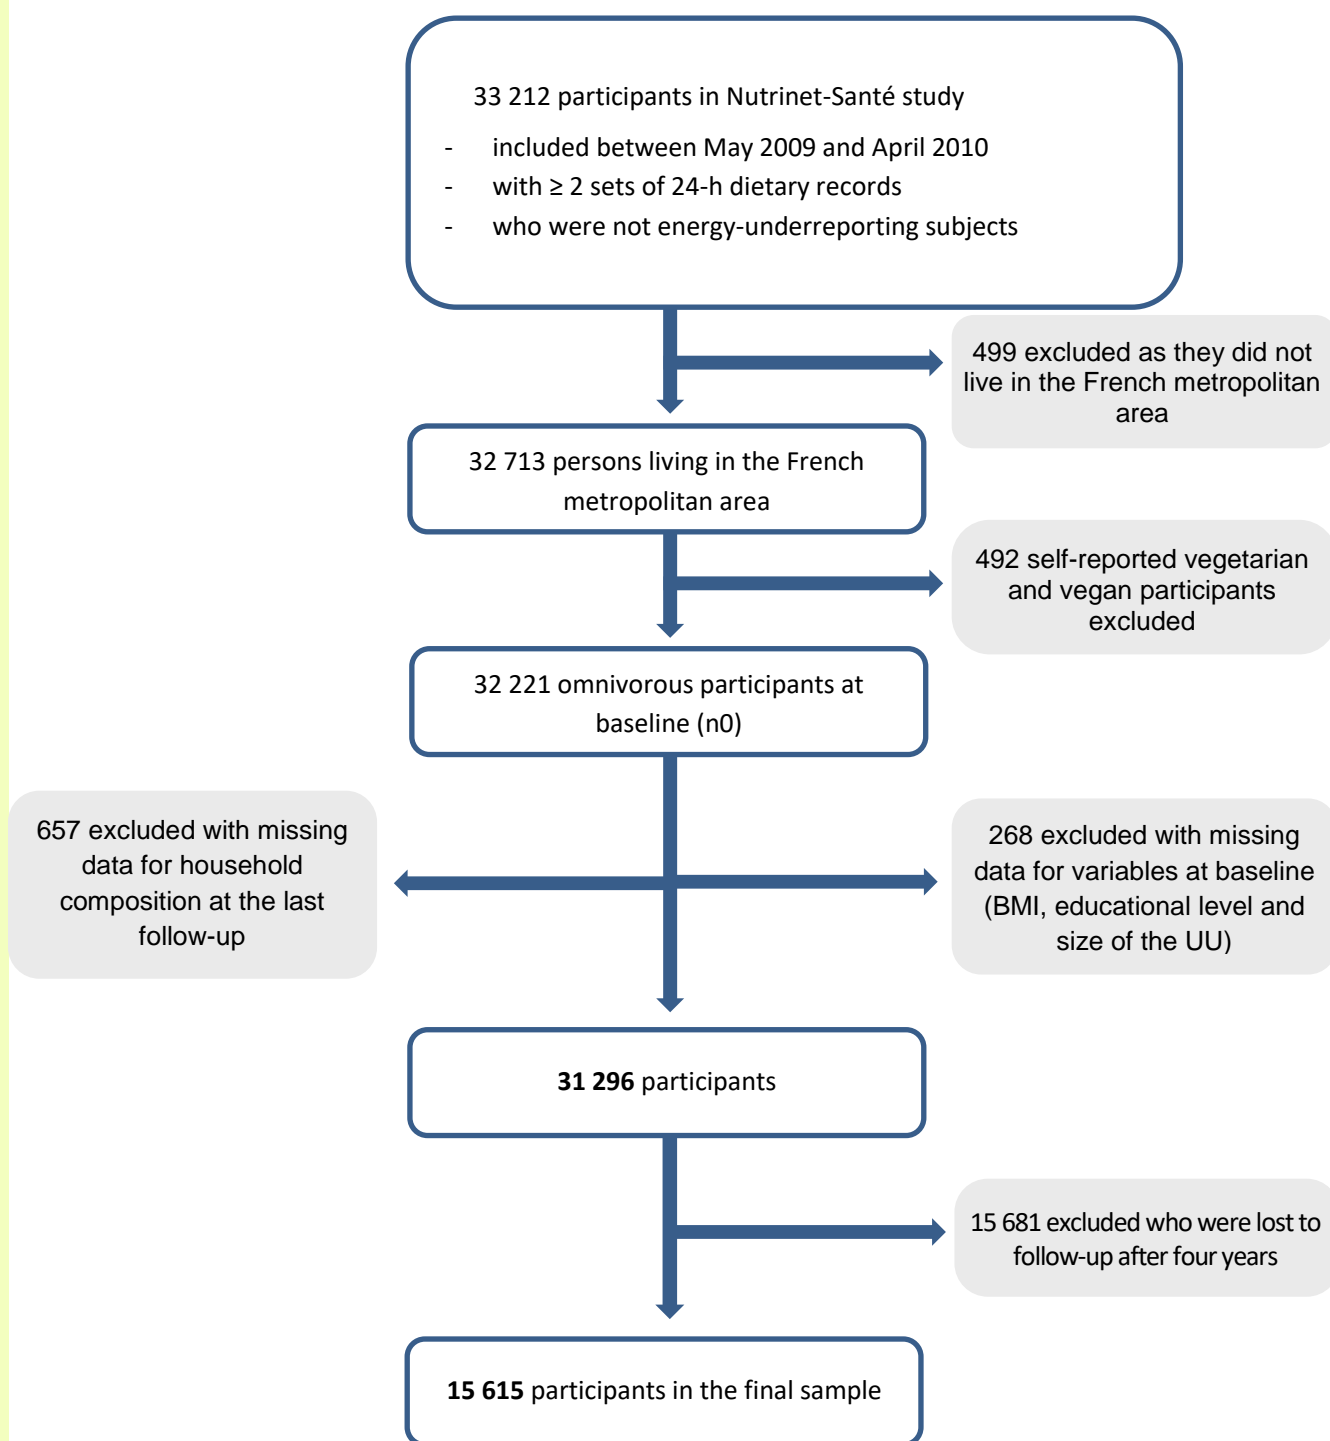 33 212 participants in Nutrinet-Santé study
- included between May 2009 and April 2010
- with ≥ 2 sets of 24-h dietary records
- who were not energy-underreporting subjects
499 excluded as they did not
live in the French metropolitan
area
32 713 persons living in the French
metropolitan area
492 self-reported vegetarian
and vegan participants
excluded
32 221 omnivorous participants at
baseline (n0)
657 excluded with missing
data for household
composition at the last
follow-up
268 excluded with missing
data for variables at baseline
(BMI, educational level and
size of the UU)
31 296 participants
15 681 excluded who were lost to
follow-up after four years
15 615 participants in the final sample